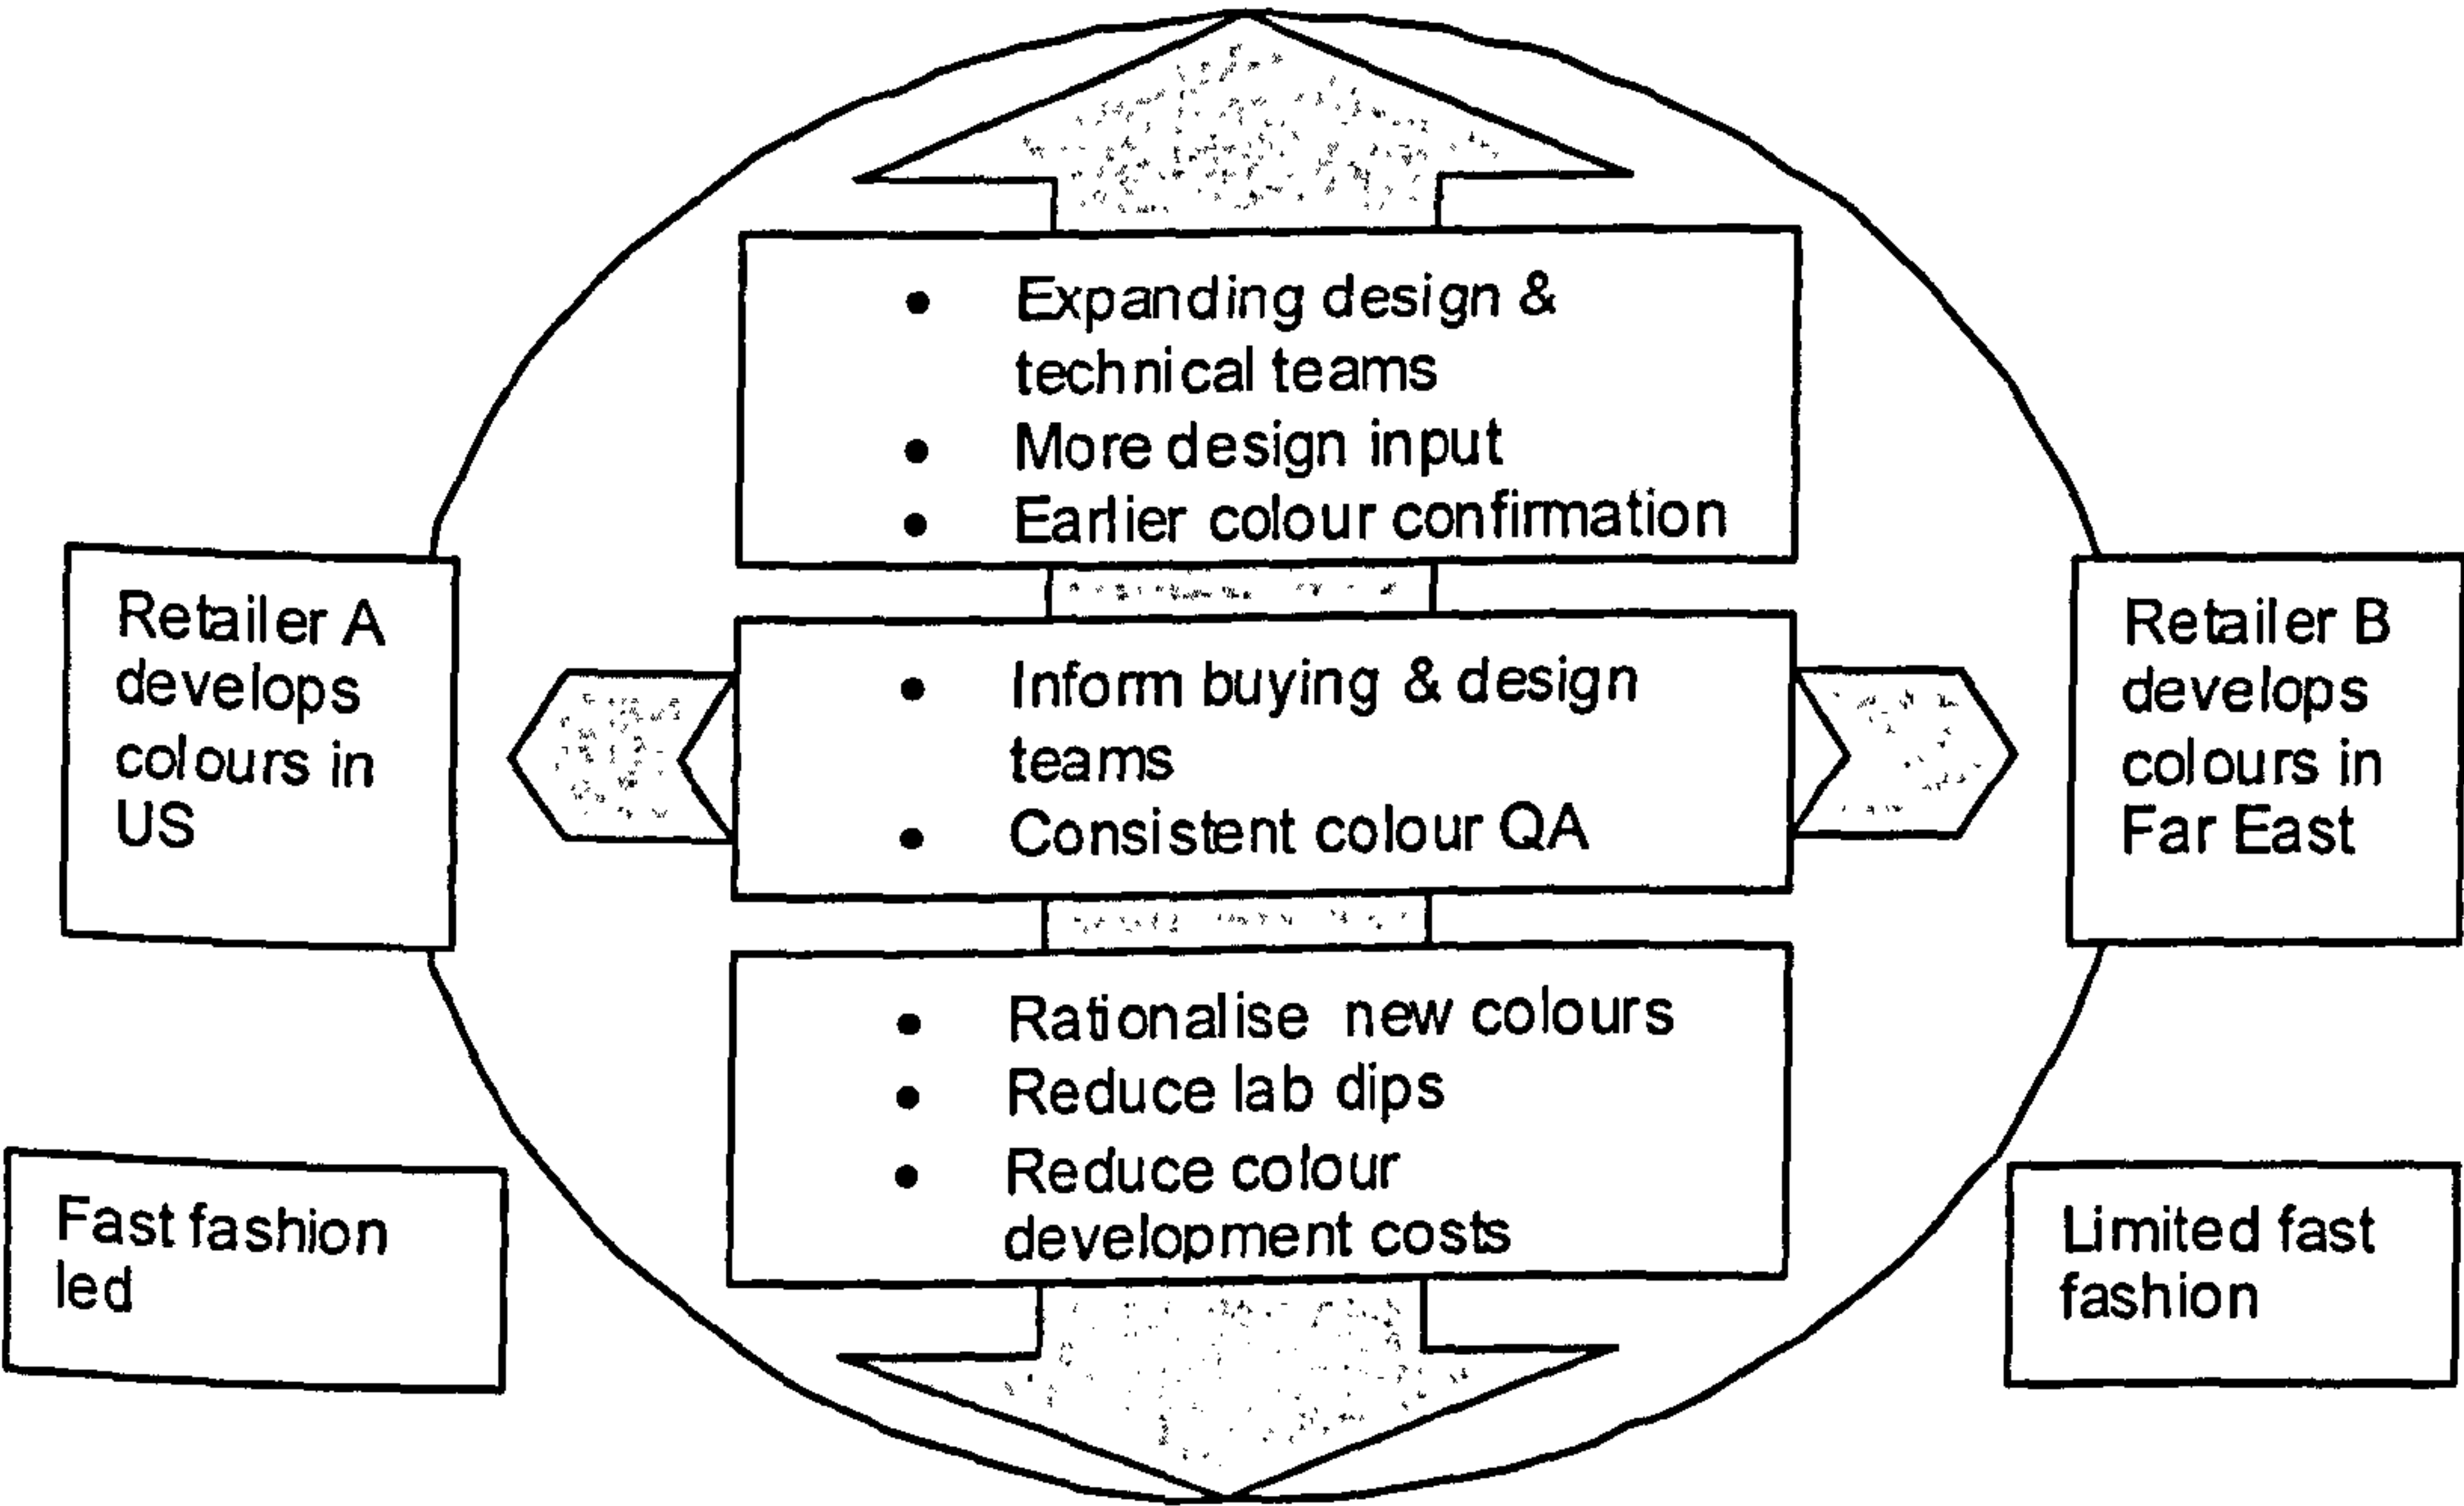 • Expanding design &
technical teams
• More design input
• Earlier colour confirmation
Retailer A
develops
colours in
US
• Inform buying & design
teams
• Consistent colour QA
Retailer B
develops
colours in
Far East
• Rationalise new colours
• Reduce lab dips
• Reduce colour
development costs
Fast fashion
led
Limited fast
fashion